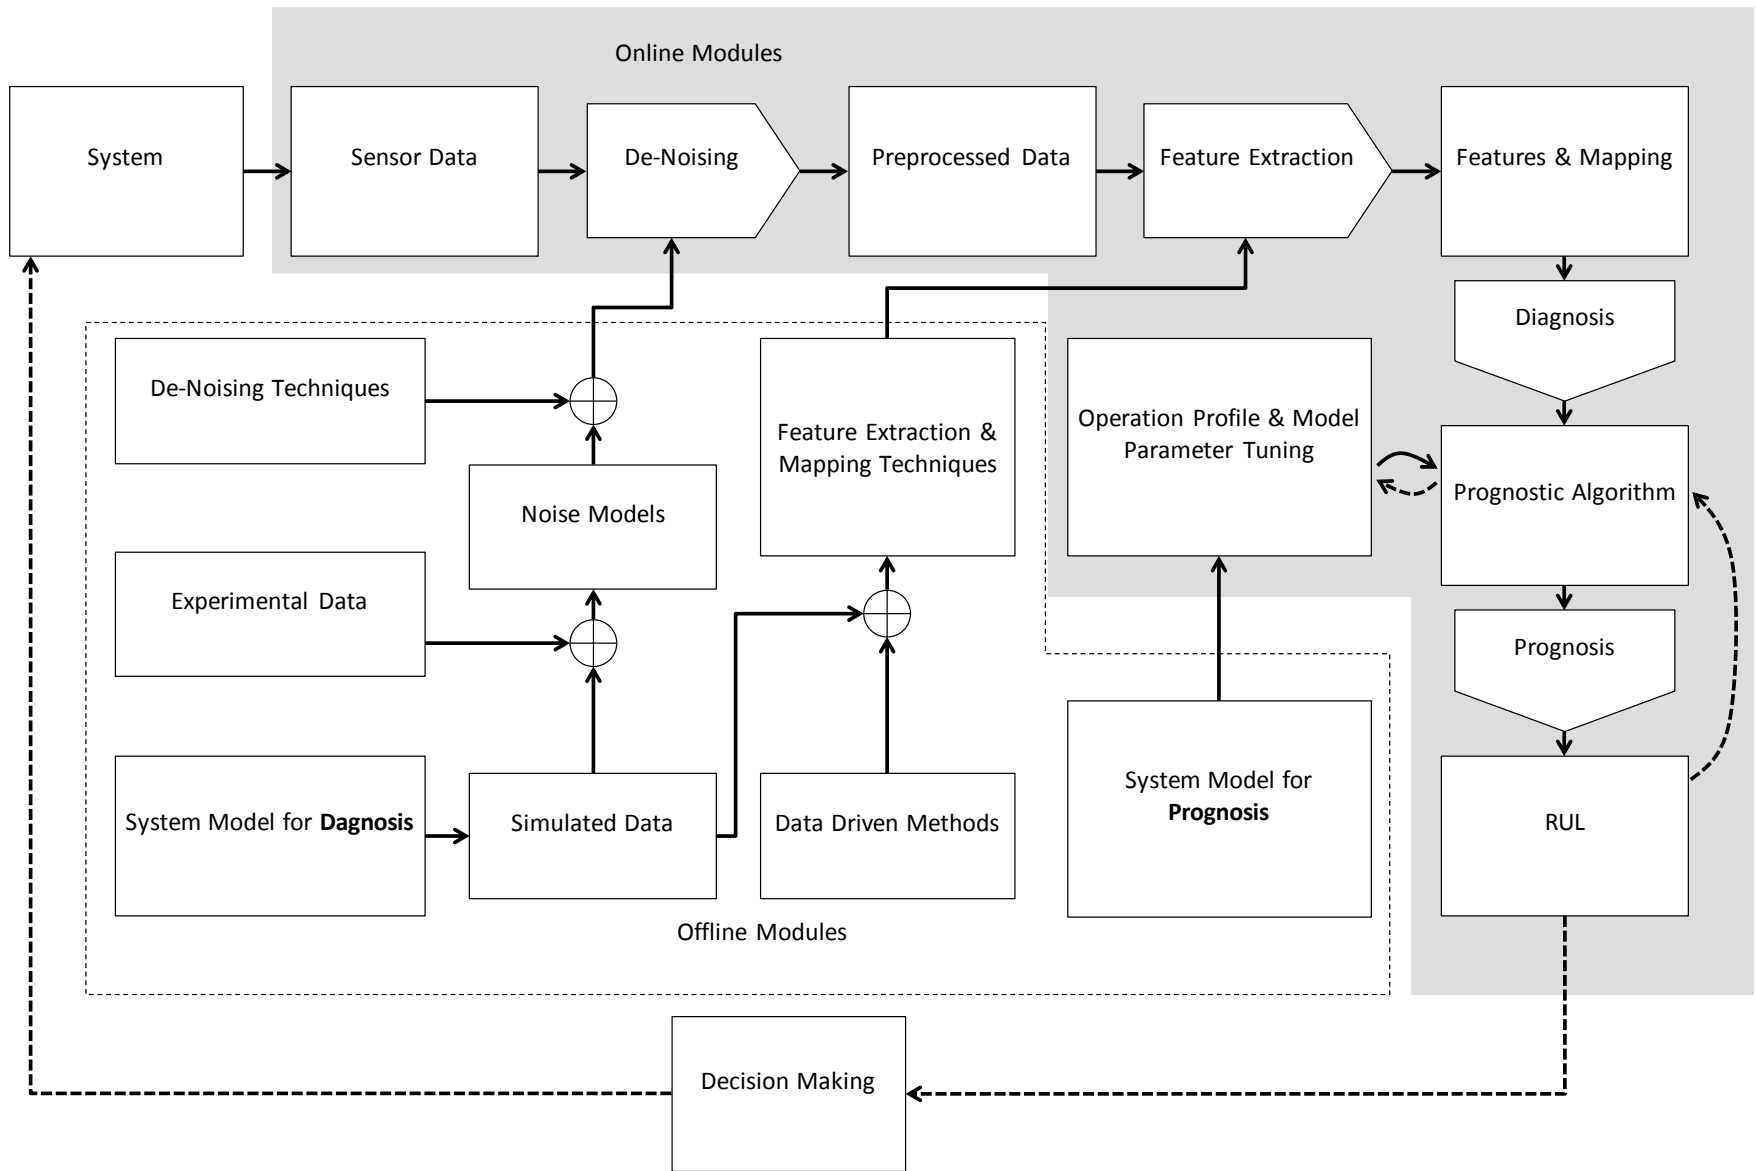 Online Modules
System
Sensor Data
De-Noising
Preprocessed Data
Feature Extraction
Features & Mapping
Diagnosis
De-Noising Techniques
Feature Extraction &
Mapping Techniques
Operation Profile & Model
Parameter Tuning
Prognostic Algorithm
Noise Models
Experimental Data
Prognosis
System Model for Dagnosis
Simulated Data
Data Driven Methods
System Model for
Prognosis
RUL
Offline Modules
Decision Making